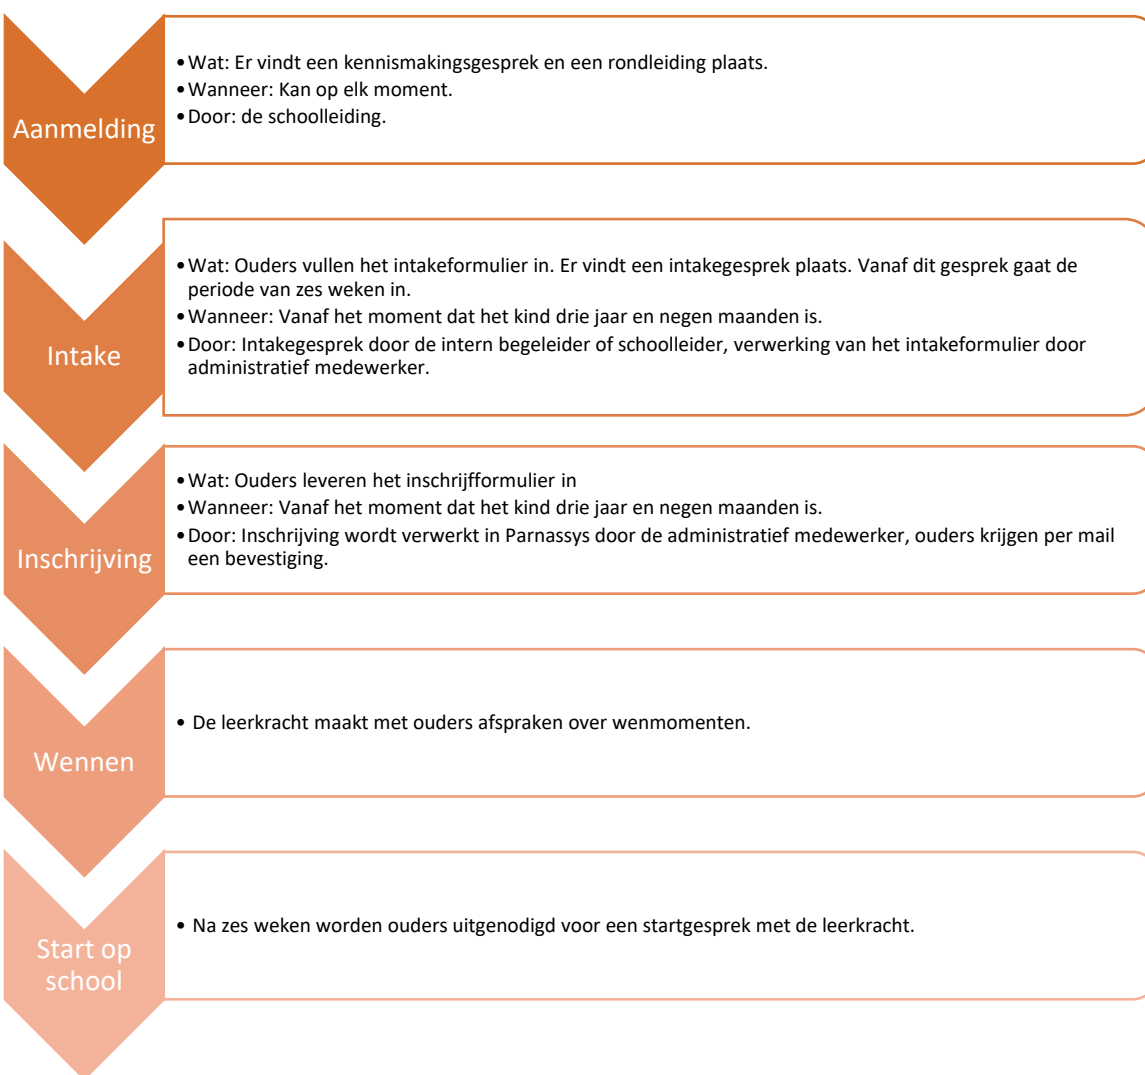 Aanmelding
•Wat: Er vindt een kennismakingsgesprek en een rondleiding plaats.
•Wanneer: Kan op elk moment.
•Door: de schoolleiding.
Intake
•Wat: Ouders vullen het intakeformulier in. Er vindt een intakegesprek plaats. Vanaf dit gesprek gaat de
periode van zes weken in.
•Wanneer: Vanaf het moment dat het kind drie jaar en negen maanden is.
•Door: Intakegesprek door de intern begeleider of schoolleider, verwerking van het intakeformulier door
administratief medewerker.
Inschrijving
•Wat: Ouders leveren het inschrijfformulier in
•Wanneer: Vanaf het moment dat het kind drie jaar en negen maanden is.
•Door: Inschrijving wordt verwerkt in Parnassys door de administratief medewerker, ouders krijgen per mail
een bevestiging.
Wennen
• De leerkracht maakt met ouders afspraken over wenmomenten.
Start op
school
• Na zes weken worden ouders uitgenodigd voor een startgesprek met de leerkracht.